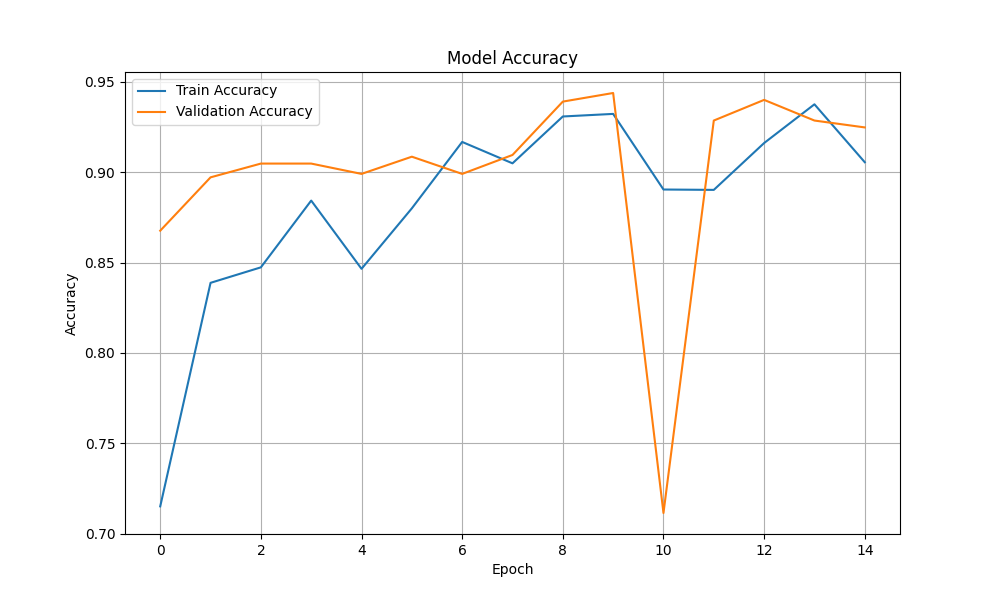 Model Accuracy
Train Accuracy
Validation Accuracy
0.95
0.90
0.85
0.80
0.75
0.70
Accuracy
0 2 4 6 8 10 12 14
Epoch